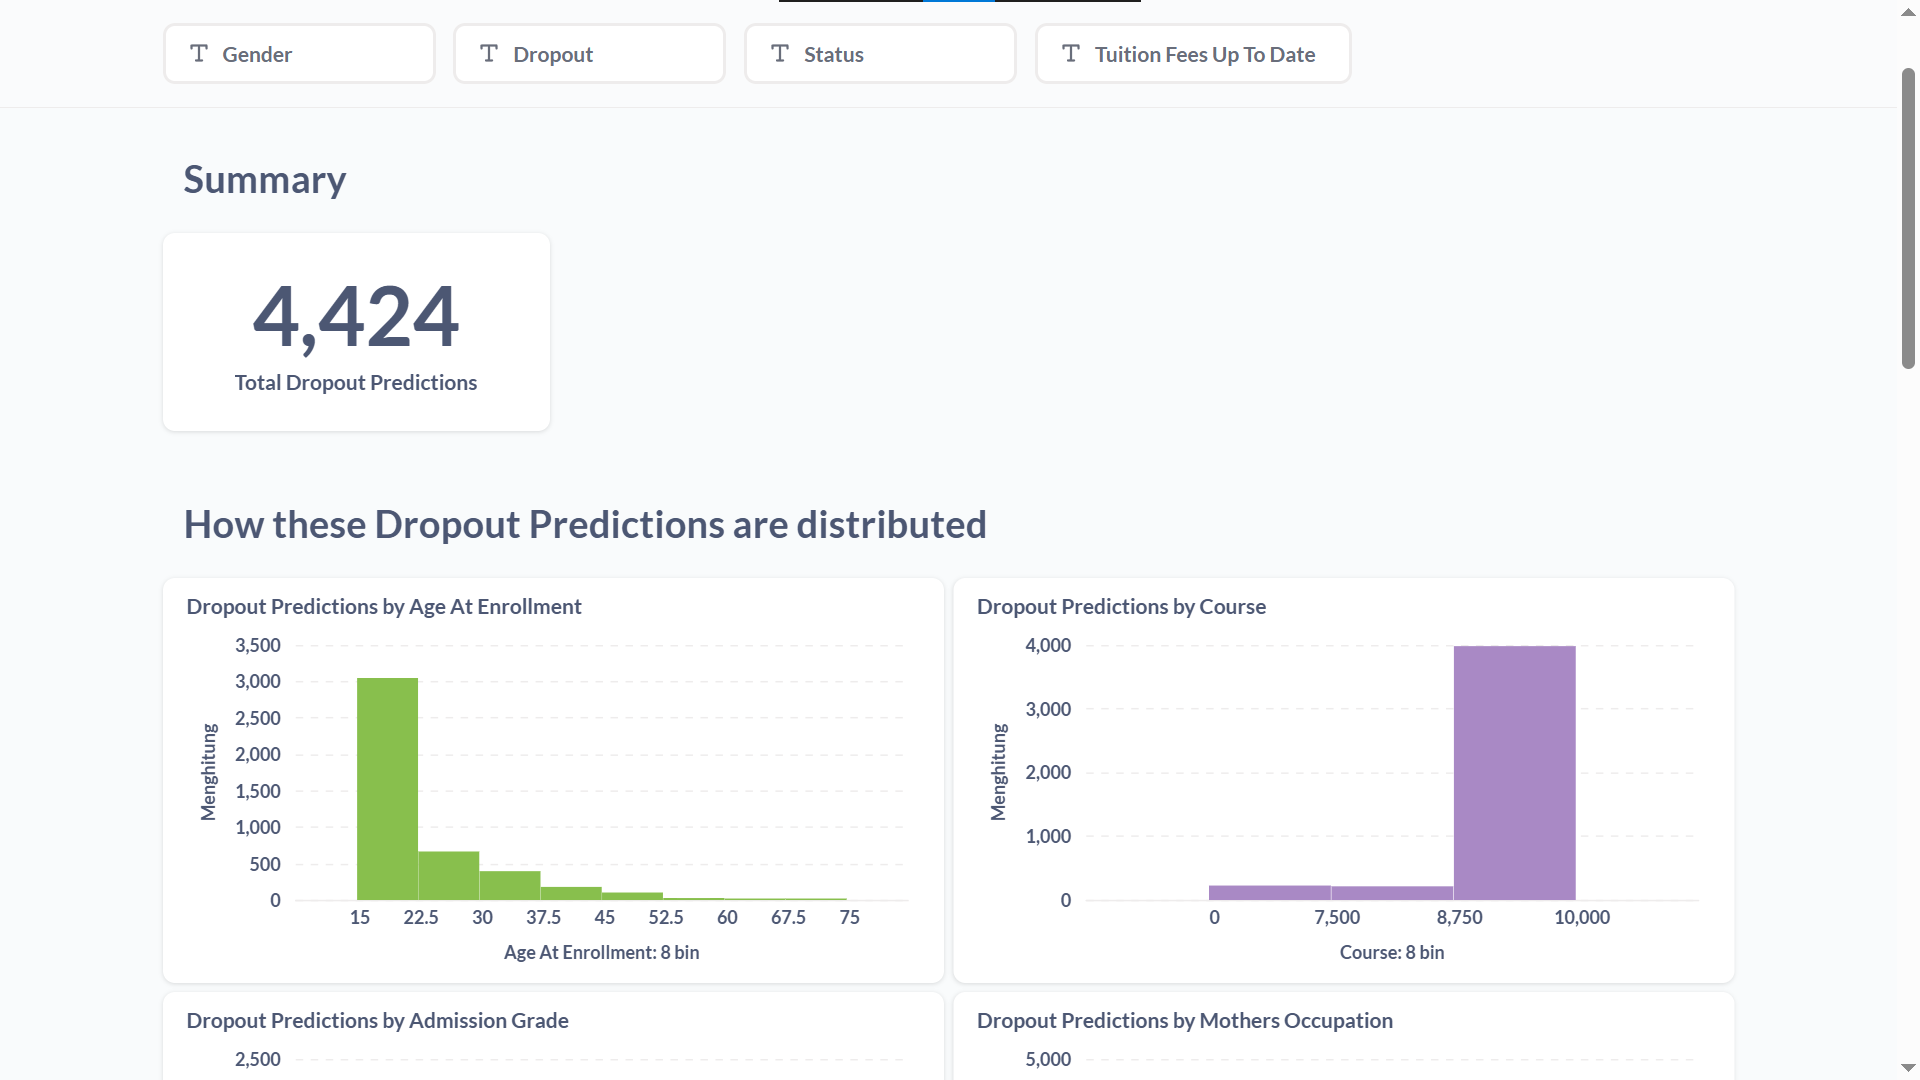 Gender
Dropout
Status
Tuition Fees Up To Date
Summary
4,424
Total Dropout Predictions
How these Dropout Predictions are distributed
Dropout Predictions by Age At Enrollment
3,500
3,000
2,500
2,000
1,500
1,000
500
0
Menghitung
15 22.5 30 37.5 45 52.5 60 67.5 75
Age At Enrollment: 8 bin
Dropout Predictions by Course
4,000
3,000
2,000
1,000
0
Menghitung
0 7,500 8,750 10,000
Course: 8 bin
Dropout Predictions by Admission Grade
2,500
Dropout Predictions by Mothers Occupation
5,000